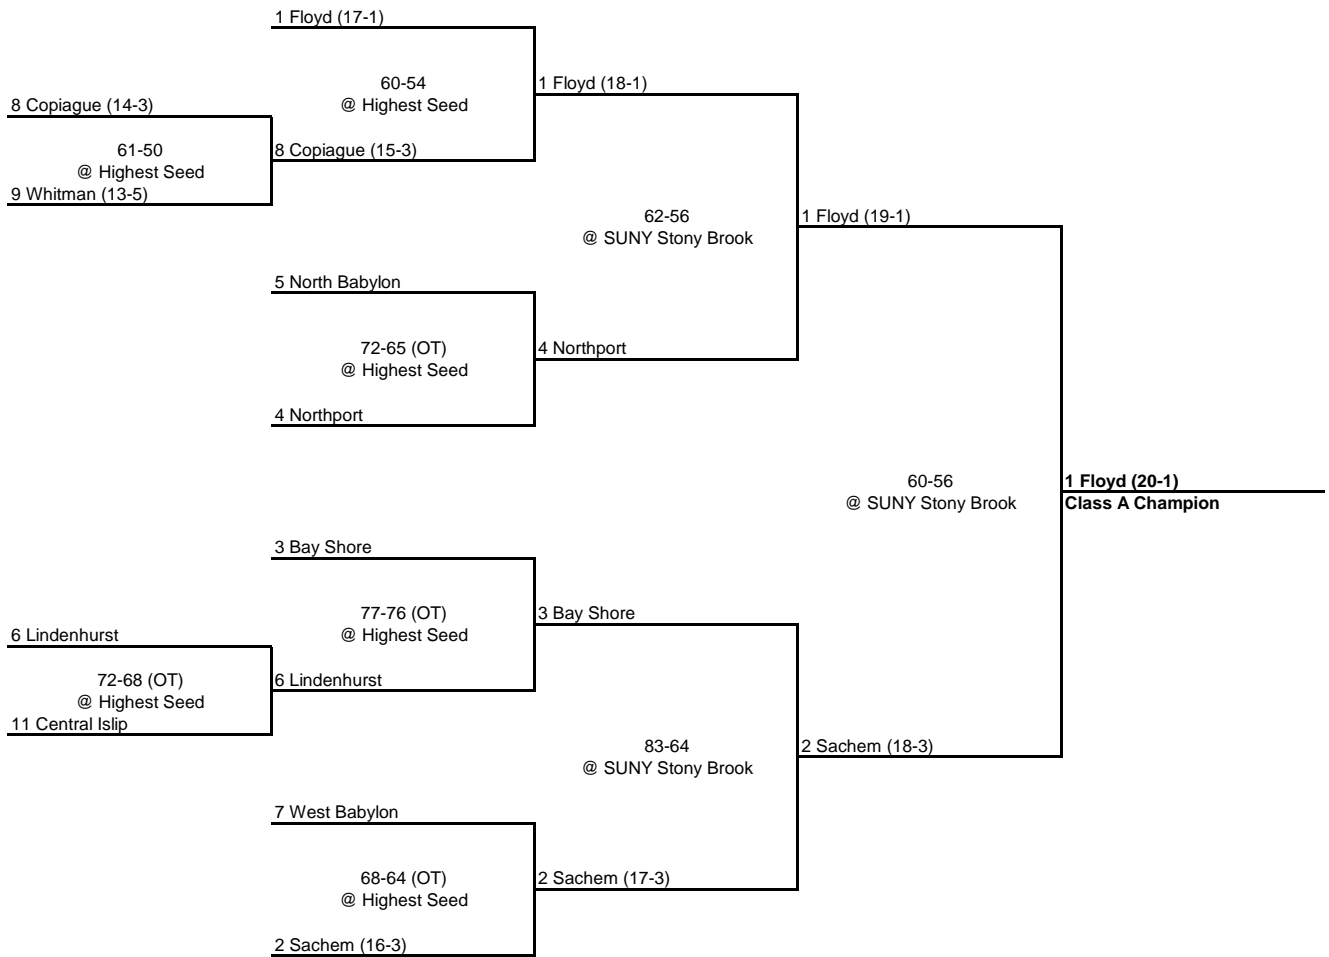 1 Floyd (17-1)
60-54
@ Highest Seed
1 Floyd (18-1)
8 Copiague (14-3)
61-50
@ Highest Seed
8 Copiague (15-3)
9 Whitman (13-5)
62-56
@ SUNY Stony Brook
1 Floyd (19-1)
5 North Babylon
72-65 (OT)
@ Highest Seed
4 Northport
4 Northport
60-56
@ SUNY Stony Brook
1 Floyd (20-1)
Class A Champion
3 Bay Shore
77-76 (OT)
@ Highest Seed
3 Bay Shore
6 Lindenhurst
72-68 (OT)
@ Highest Seed
6 Lindenhurst
11 Central Islip
83-64
@ SUNY Stony Brook
2 Sachem (18-3)
7 West Babylon
68-64 (OT)
@ Highest Seed
2 Sachem (17-3)
2 Sachem (16-3)